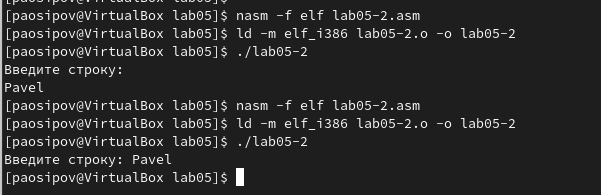 [paosipov@VirtualBox lab05]$ nasm -f elf lab05-2.asm
[paosipov@VirtualBox lab05]$ ld -m elf_i386 lab05-2.o -o lab05-2
[paosipov@VirtualBox lab05]$ ./lab05-2
Введите строку:
Pavel
[paosipov@VirtualBox lab05]$ nasm -f elf lab05-2.asm
[paosipov@VirtualBox lab05]$ ld -m elf_i386 lab05-2.o -o lab05-2
[paosipov@VirtualBox lab05]$ ./lab05-2
Введите строку: Pavel
[paosipov@VirtualBox lab05]$